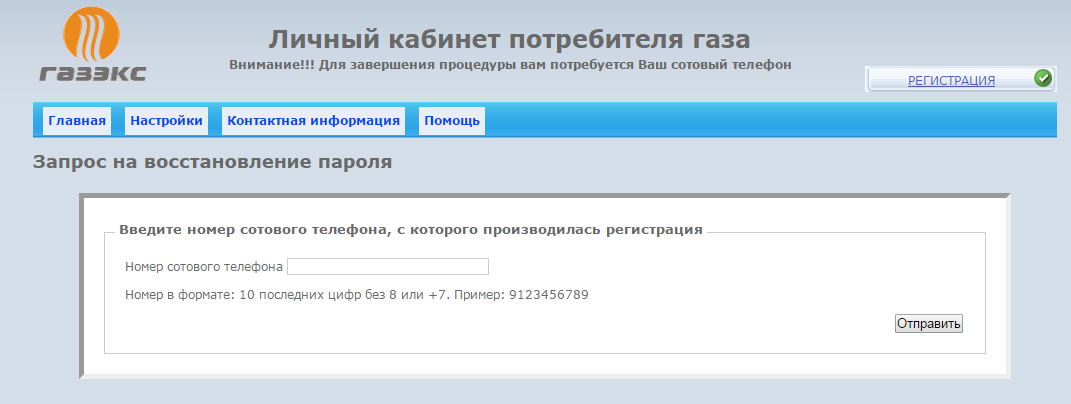 газэкс
Личный кабинет потребителя газа
Внимание!!! Для завершения процедуры вам потребуется Ваш сотовый телефон
РЕГИСТРАЦИЯ
Главная Настройки Контактная информация Помощь
Запрос на восстановление пароля
Введите номер сотового телефона, с которого производилась регистрация
Номер сотового телефона
Номер в формате: 10 последних цифр без 8 или +7. Пример: 9123456789
Отправить